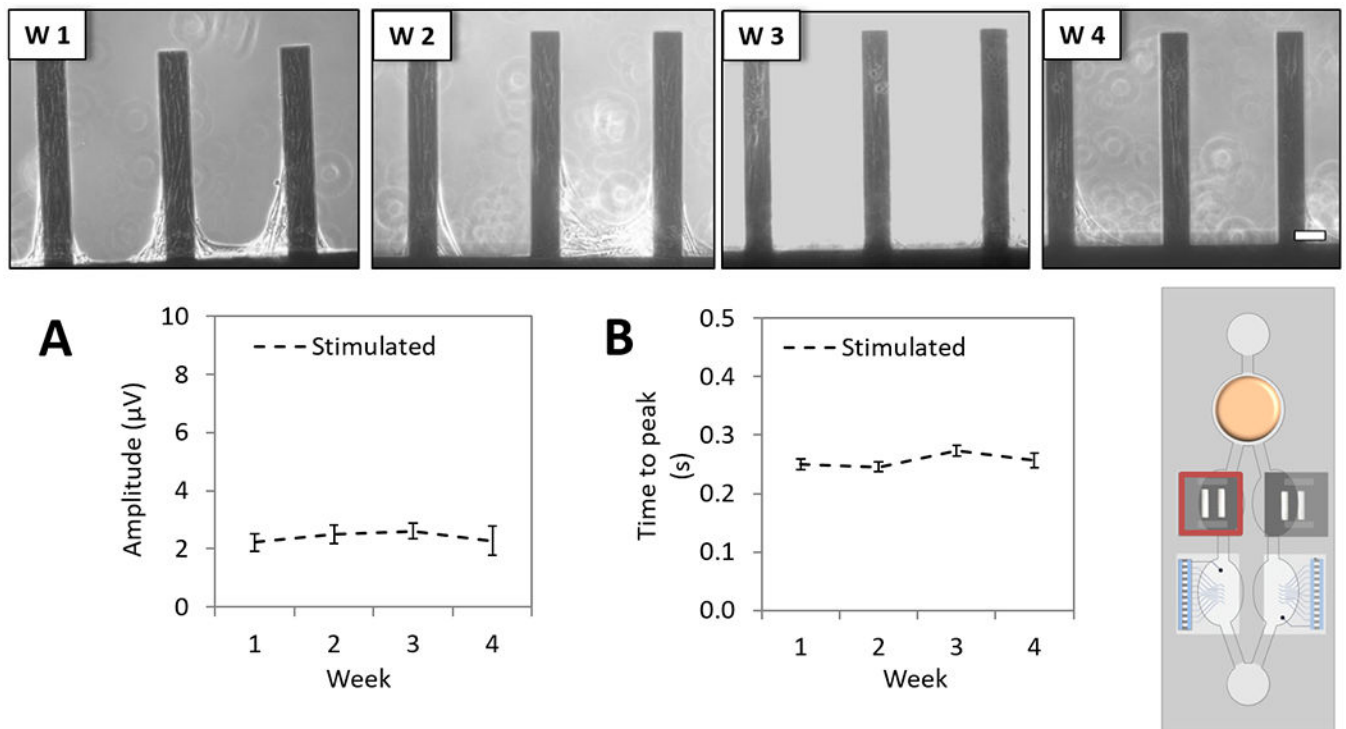 W 1
W 2
W 3
W 4
A
10
8
6
4
2
0
Amplitude (µV)
Stimulated
1 2 3 4
Week
B
0.5
0.4
0.3
0.2
0.1
0.0
Time to peak
(s)
Stimulated
1 2 3 4
Week